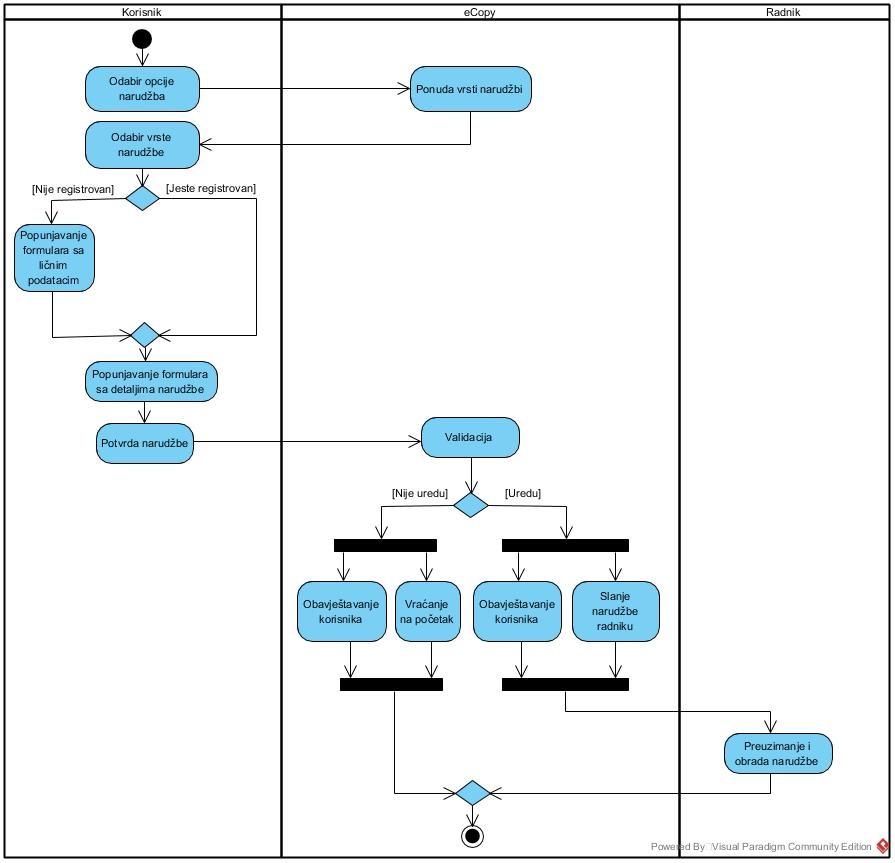 Korisnik
eCopy
Radnik
Odabir opcije
narudžba
Ponuda vrsti narudžbi
Odabir vrste
narudžbe
[Nije registrovan]
[Jeste registrovan]
Popunjavanje
formulara sa
ličnim
podatacim
Popunjavanje formulara
sa detaljima narudžbe
Potvrda narudžbe
Validacija
[Nije uredu]
[Uredu]
Obavještavanje
korisnika
Vraćanje
na početak
Obavještavanje
korisnika
Slanje
narudžbe
radniku
Preuzimanje i
obrada narudžbe
Powered By Visual Paradigm Community Edition